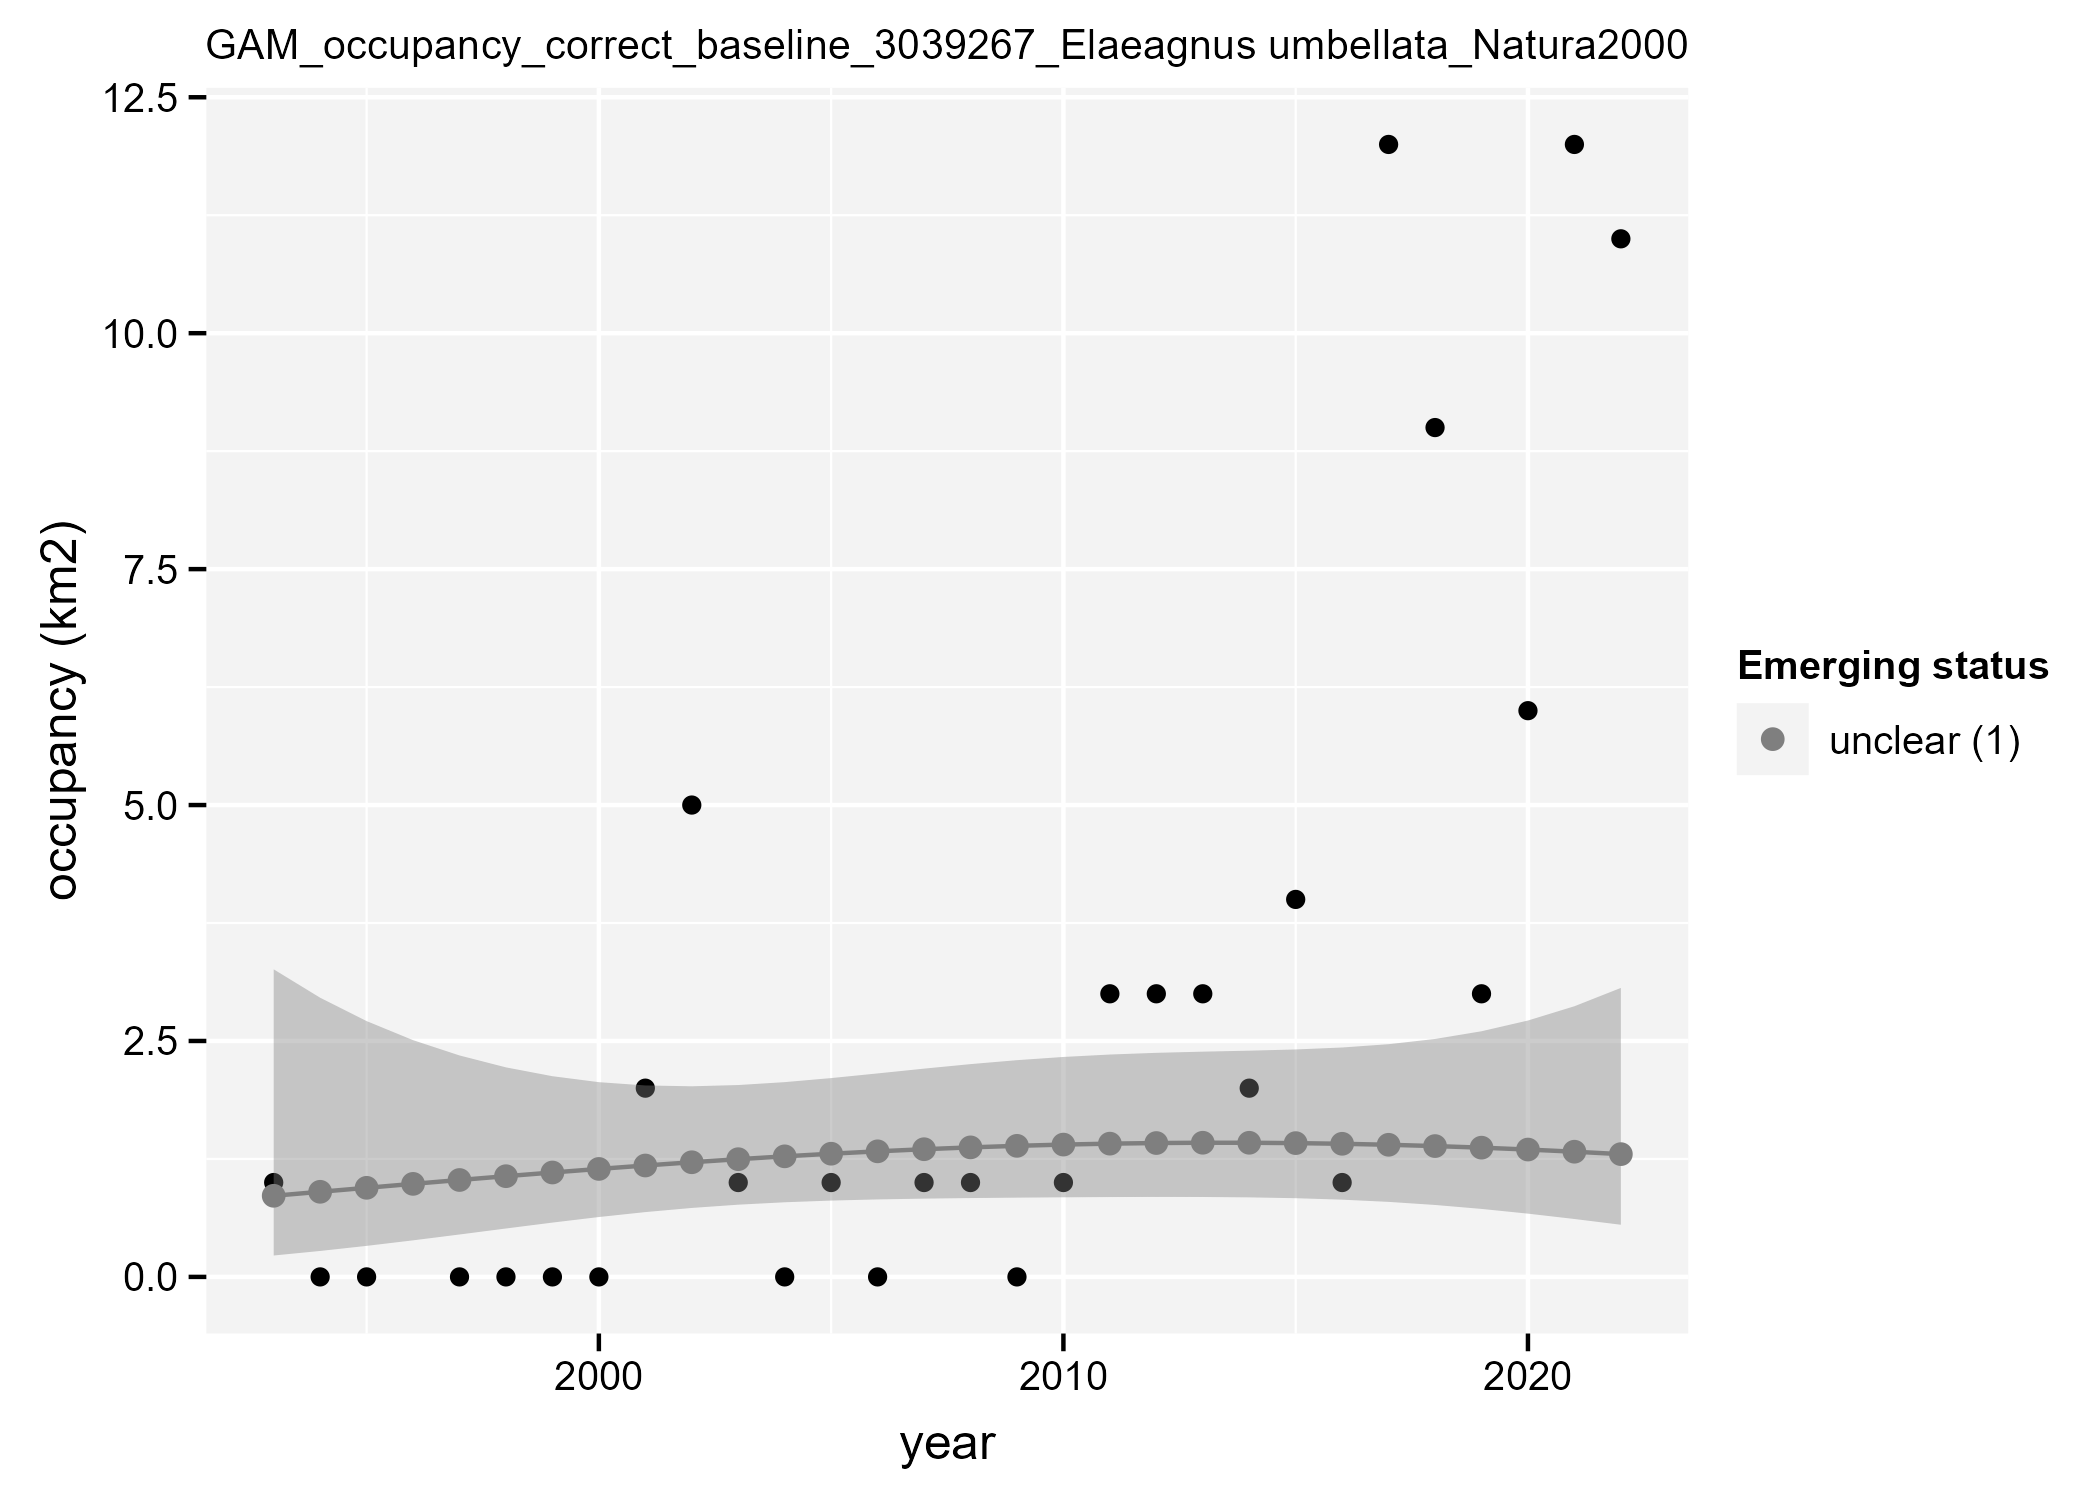 GAM_occupancy_correct_baseline_3039267_Elaeagnus umbellata_Natura2000
12.5
10.0
7.5
5.0
2.5
0.0
occupancy (km2)
2000
2010
2020
year
Emerging status
unclear (1)